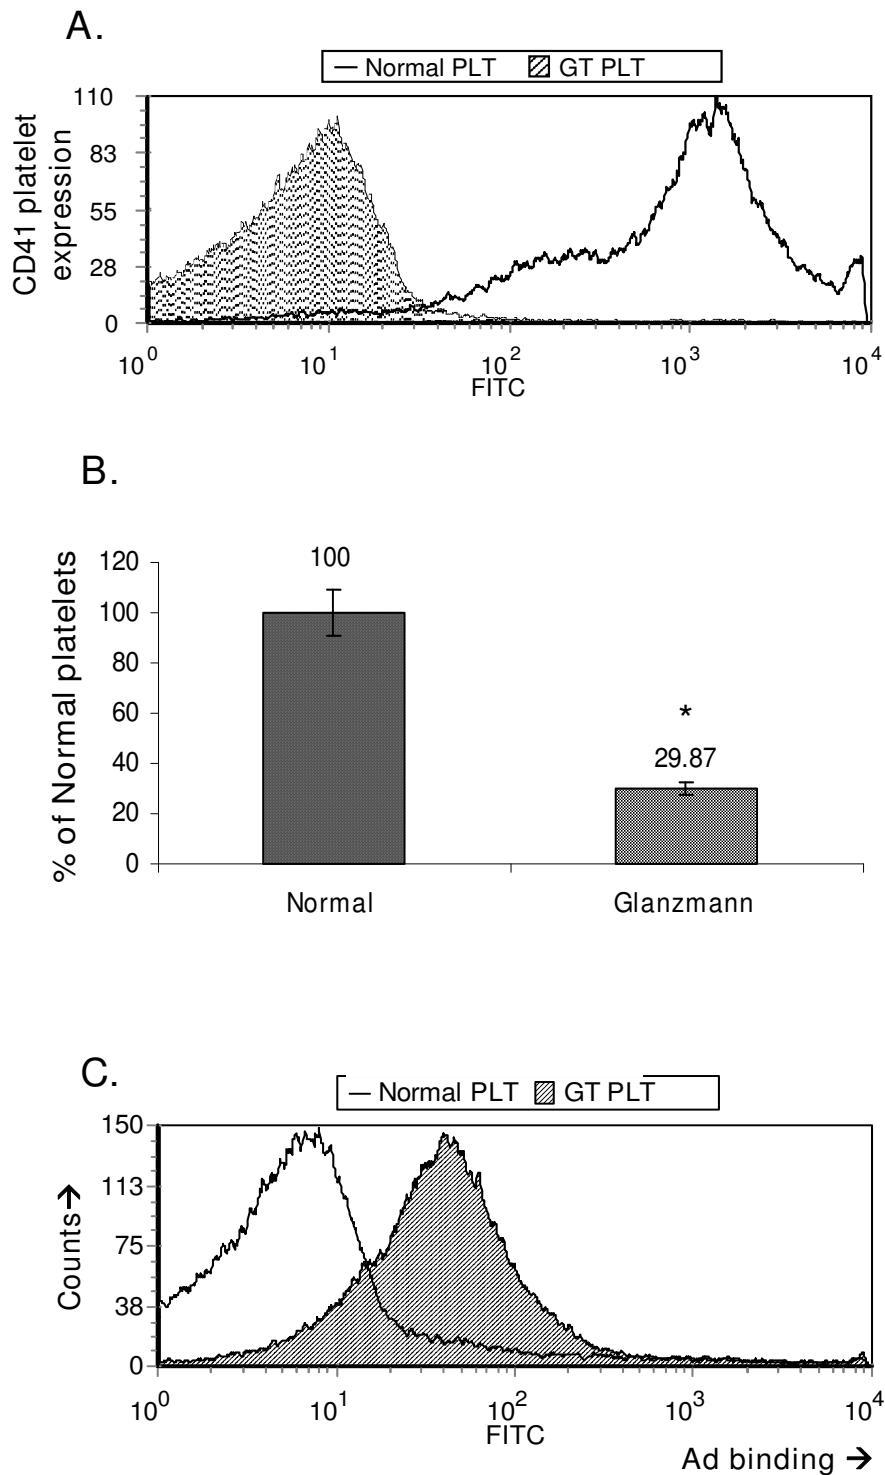 A.
Normal PLT GT PLT
CD41 platelet
expression
110
83
55
28
0
10^0 10^1 10^2 10^3 10^4
FITC
B.
% of Normal platelets
120
100
80
60
40
20
0
100
*
29.87
Normal Glanzmann
C.
Normal PLT GT PLT
Counts→
150
113
75
38
0
10^0 10^1 10^2 10^3 10^4
FITC
Ad binding →